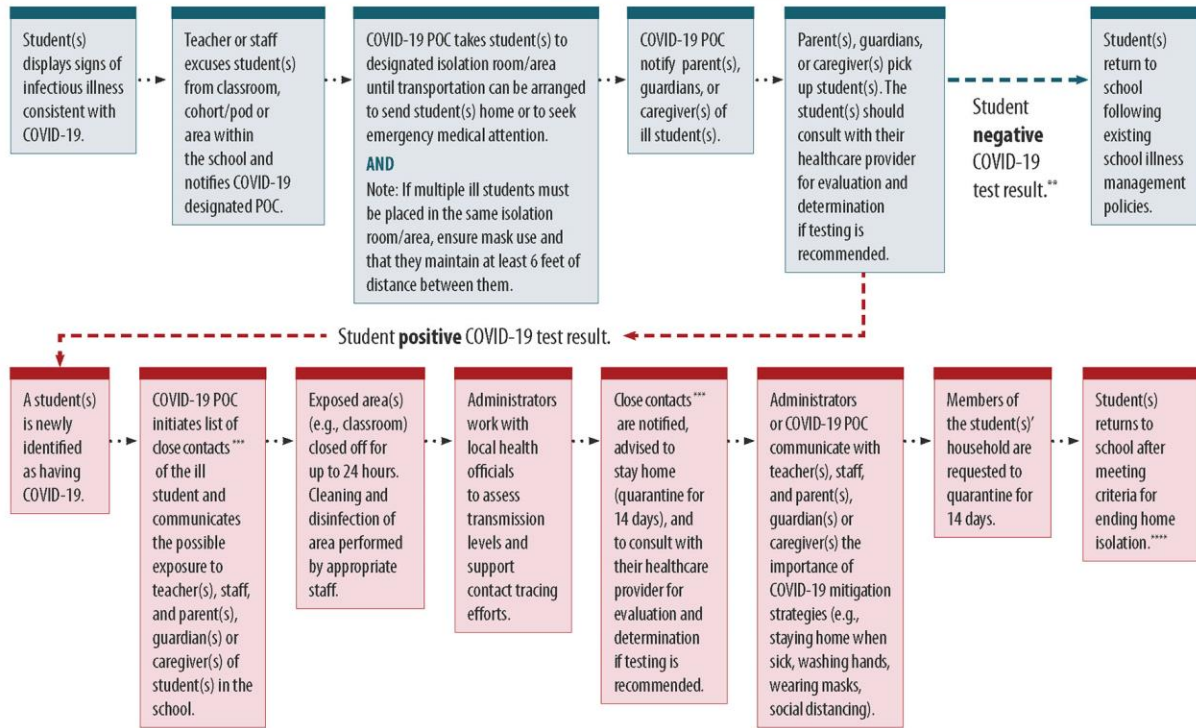 Student(s)
displays signs of
infectious illness
consistent with
COVID-19.
Teacher or staff
excuses student(s)
from classroom,
cohort/pod or
area within
the school and
notifies COVID-19
designated POC.
COVID-19 POC takes student(s) to
designated isolation room/area
until transportation can be arranged
to send student(s) home or to seek
emergency medical attention.
AND
Note: If multiple ill students must
be placed in the same isolation
room/area, ensure mask use and
that they maintain at least 6 feet of
distance between them.
COVID-19 POC
notify parent(s),
guardians, or
caregiver(s) of
ill student(s).
Parent(s), guardians,
or caregiver(s) pick
up student(s). The
student(s) should
consult with their
healthcare provider
for evaluation and
determination
if testing is
recommended.
Student
negative
COVID-19
test result.**
Student(s)
return to
school
following
existing
school illness
management
policies.
Student positive COVID-19 test result.
A student(s)
is newly
identified
as having
COVID-19.
COVID-19 POC
initiates list of
close contacts***
of the ill
student and
communicates
the possible
exposure to
teacher(s), staff,
and parent(s),
guardian(s) or
caregiver(s) of
student(s) in the
school.
Exposed area(s)
(e.g., classroom)
closed off for
up to 24 hours.
Cleaning and
disinfection of
area performed
by appropriate
staff.
Administrators
work with
local health
officials
to assess
transmission
levels and
support
contact tracing
efforts.
Close contacts***
are notified,
advised to
stay home
(quarantine for
14 days), and
to consult with
their healthcare
provider for
evaluation and
determination
if testing is
recommended.
Administrators
or COVID-19 POC
communicate with
teacher(s), staff,
and parent(s),
guardian(s) or
caregiver(s) the
importance of
COVID-19 mitigation
strategies (e.g.,
staying home when
sick, washing hands,
wearing masks,
social distancing).
Members of
the student(s)'
household are
requested to
quarantine for
14 days.
Student(s)
returns to
school after
meeting
criteria for
ending home
isolation.****